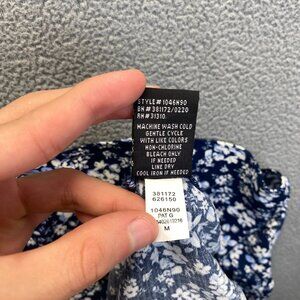 STYLE# 1046N90
BN# 381172/0220
RN# 31310
MACHINE WASH COLD
GENTLE CYCLE
WITH LIKE COLORS
NON-CHLORINE
BLEACH ONLY
IF NEEDED
LINE DRY
COOL IRON IF NEEDED
381172
626150
1046N90
PAT G
M